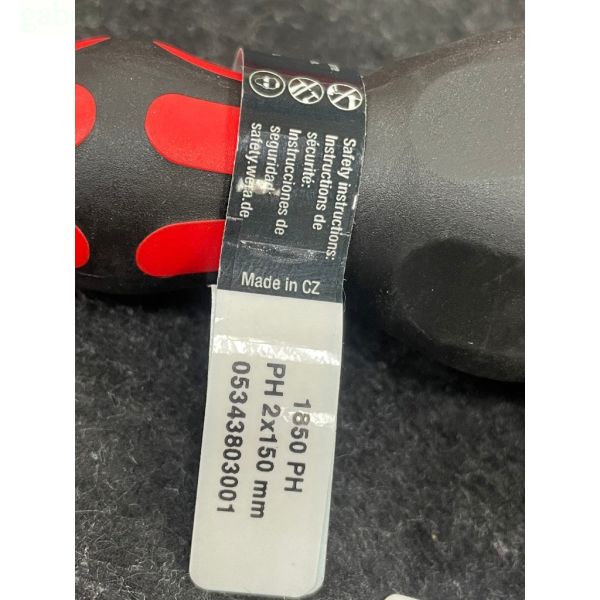 Safety instructions:
Instructions de
sécurité:
Instrucciones de
seguridad:
safety.wera.de
Made in CZ
1850 PH
PH 2x150 mm
05343803001